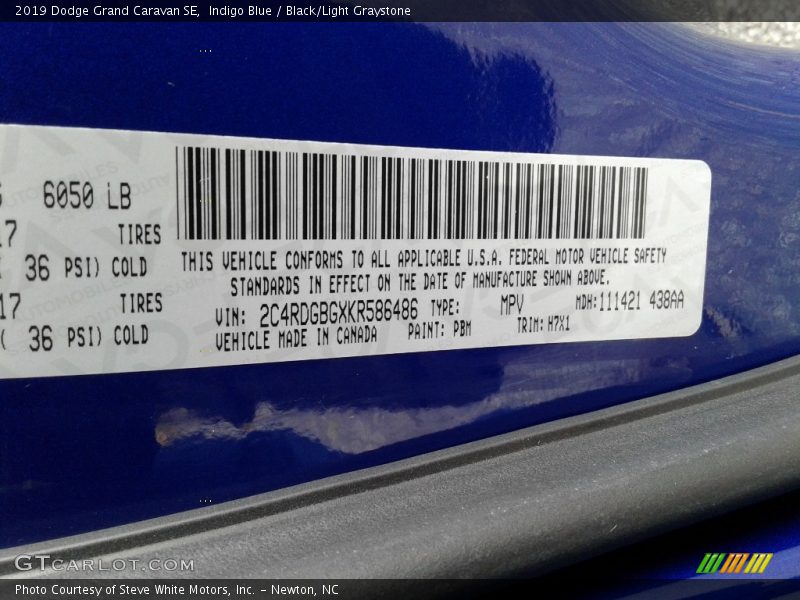 2019 Dodge Grand Caravan SE,  Indigo Blue / Black/Light Graystone
6050 LB
17 TIRES
36 PSI) COLD
17 TIRES
( 36 PSI) COLD
THIS VEHICLE CONFORMS TO ALL APPLICABLE U.S.A. FEDERAL MOTOR VEHICLE SAFETY
STANDARDS IN EFFECT ON THE DATE OF MANUFACTURE SHOWN ABOVE.
VIN: 2C4RDGBGXKR586486 TYPE: MPV MDH:111421 438AA
VEHICLE MADE IN CANADA PAINT: PBM TRIM: H7X1
GTCARLOT.COM
Photo Courtesy of Steve White Motors, Inc. – Newton, NC